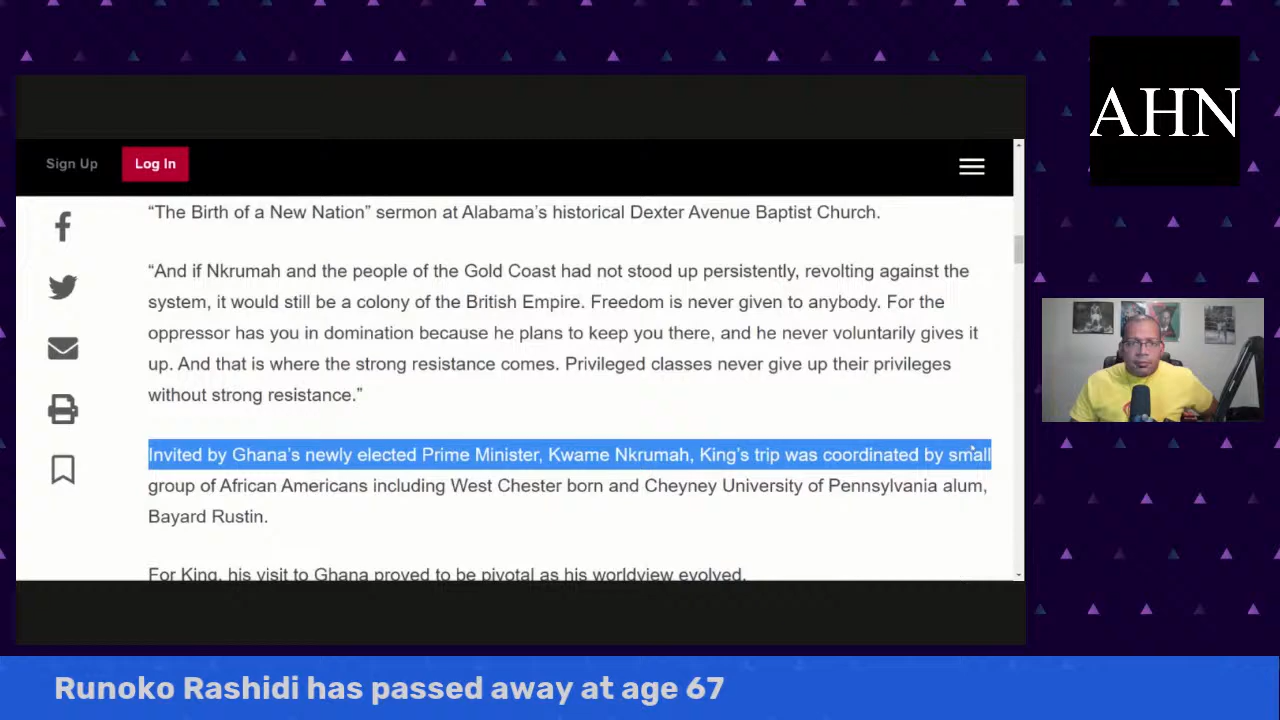 AHN
Sign Up
Log In
“The Birth of a New Nation” sermon at Alabama’s historical Dexter Avenue Baptist Church.
“And if Nkrumah and the people of the Gold Coast had not stood up persistently, revolting against the
system, it would still be a colony of the British Empire. Freedom is never given to anybody. For the
oppressor has you in domination because he plans to keep you there, and he never voluntarily gives it
up. And that is where the strong resistance comes. Privileged classes never give up their privileges
without strong resistance.”
Invited by Ghana’s newly elected Prime Minister, Kwame Nkrumah, King’s trip was coordinated by small
group of African Americans including West Chester born and Cheyney University of Pennsylvania alum,
Bayard Rustin.
For King, his visit to Ghana proved to be pivotal as his worldview evolved.
Runoko Rashidi has passed away at age 67